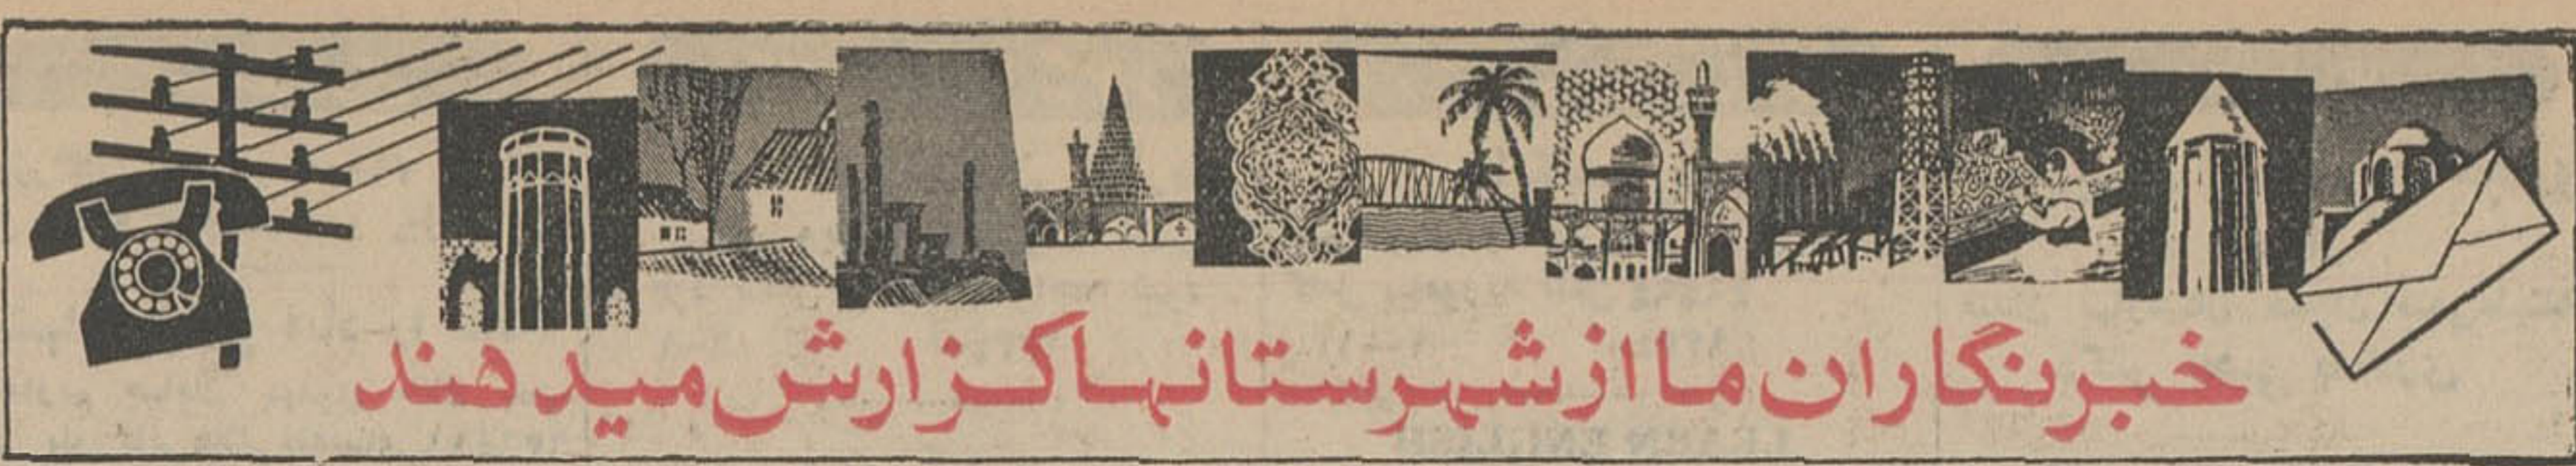 خبرنگاران ما از شهرستانها گزارش میدهند